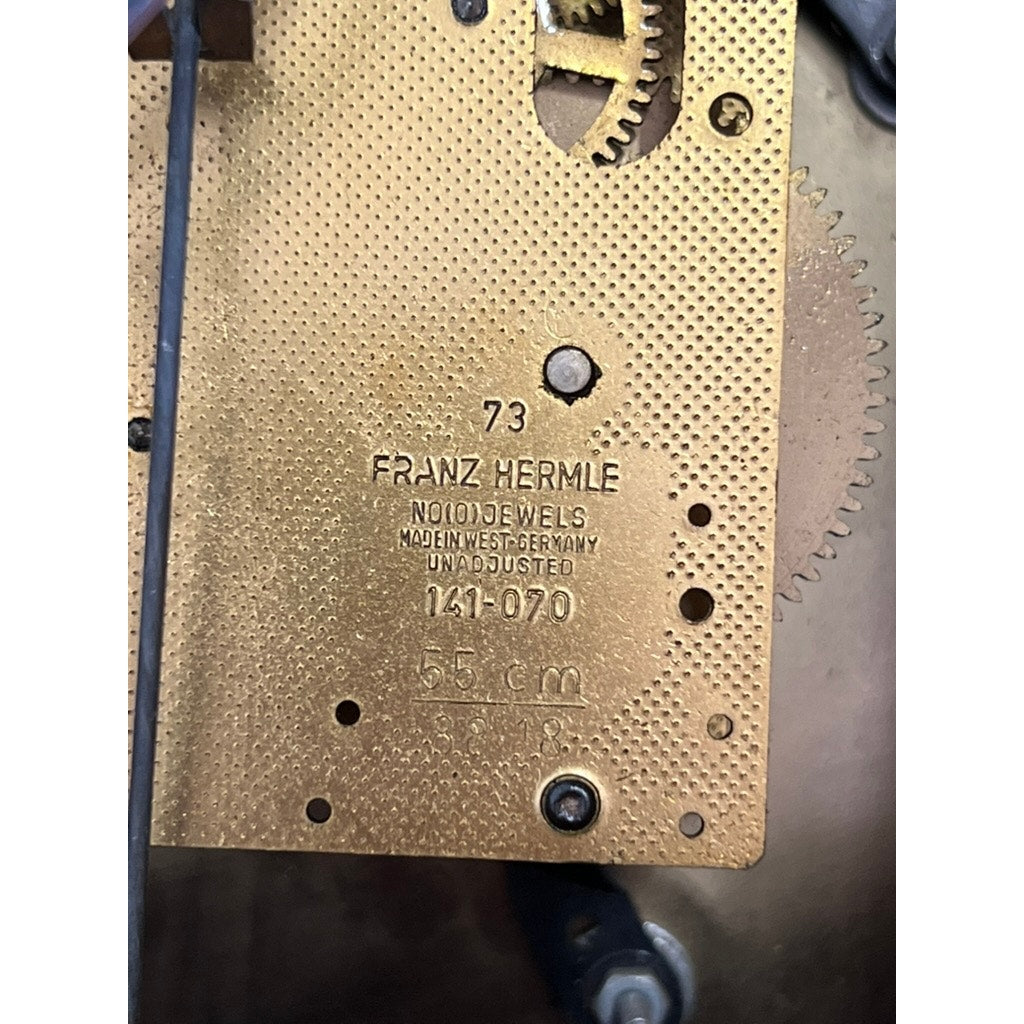 73
FRANZ HERMLE
NO(0)JEWELS
MADE IN WEST-GERMANY
UNADJUSTED
141-070
55 cm